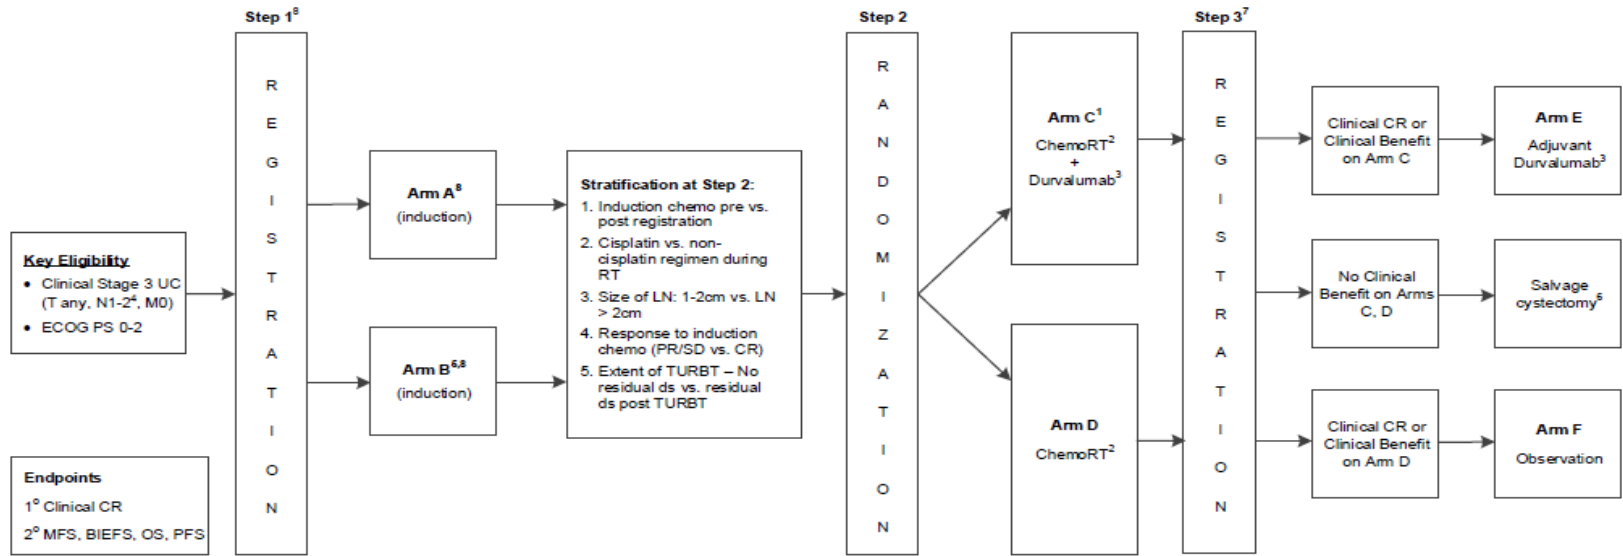 Step 1⁸
Step 2
Step 3⁷
Key Eligibility
• Clinical Stage 3 UC
(T any, N1-2⁴, M0)
• ECOG PS 0-2
Endpoints
1° Clinical CR
2° MFS, BIEFS, OS, PFS
R
E
G
I
S
T
R
A
T
I
O
N
Arm A⁸
(induction)
Arm B⁶,⁸
(induction)
Stratification at Step 2:
1. Induction chemo pre vs.
post registration
2. Cisplatin vs. non-
cisplatin regimen during
RT
3. Size of LN: 1-2cm vs. LN
> 2cm
4. Response to induction
chemo (PR/SD vs. CR)
5. Extent of TURBT – No
residual ds vs. residual
ds post TURBT
R
A
N
D
O
M
I
Z
A
T
I
O
N
Arm C¹
ChemoRT²
+
Durvalumab³
Arm D
ChemoRT²
R
E
G
I
S
T
R
A
T
I
O
N
Clinical CR or
Clinical Benefit
on Arm C
Arm E
Adjuvant
Durvalumab³
No Clinical
Benefit on Arms
C, D
Salvage
cystectomy⁵
Clinical CR or
Clinical Benefit
on Arm D
Arm F
Observation